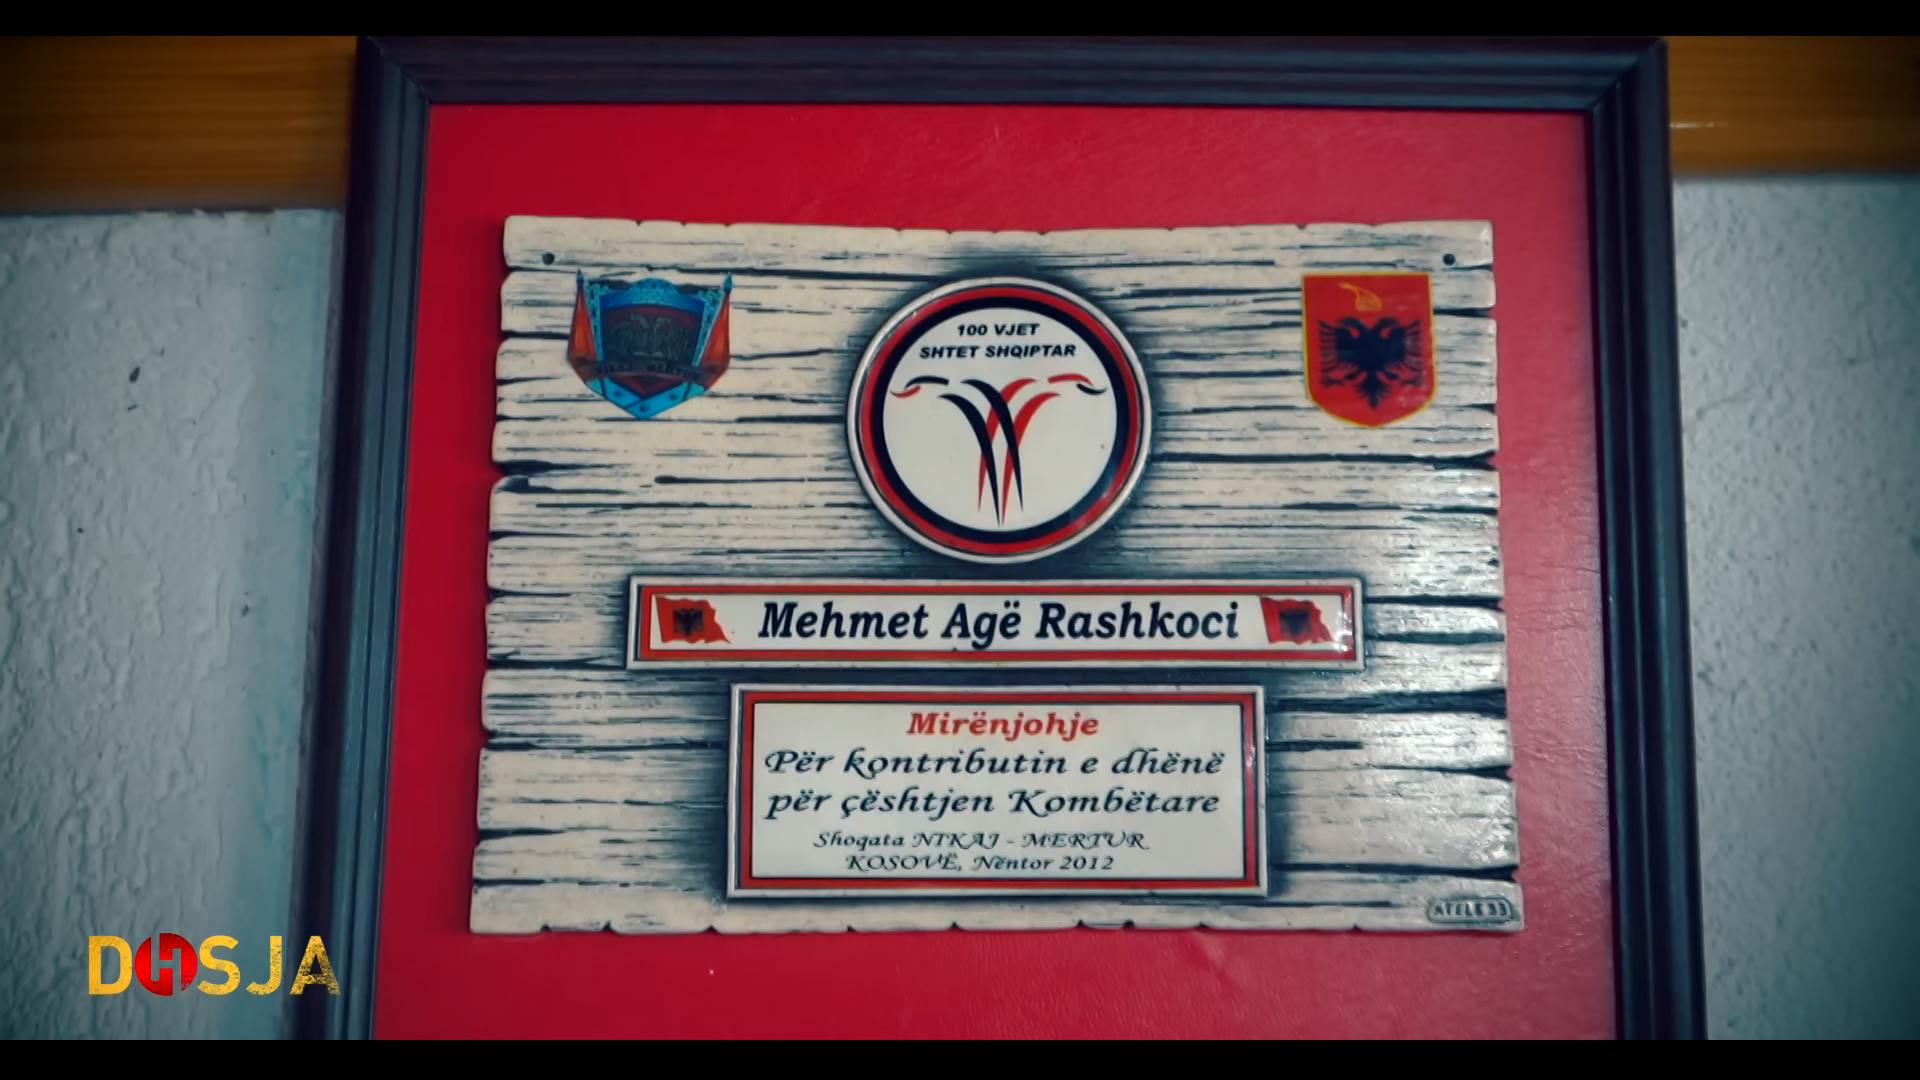 100 VJET
SHTET SHQIPTAR
Mehmet Agë Rashkoci
Mirënjohje
Për kontributin e dhënë
për çështjen Kombëtare
Shoqata NIKAJ - MERTUR
KOSOVË, Nëntor 2012
DOSJA